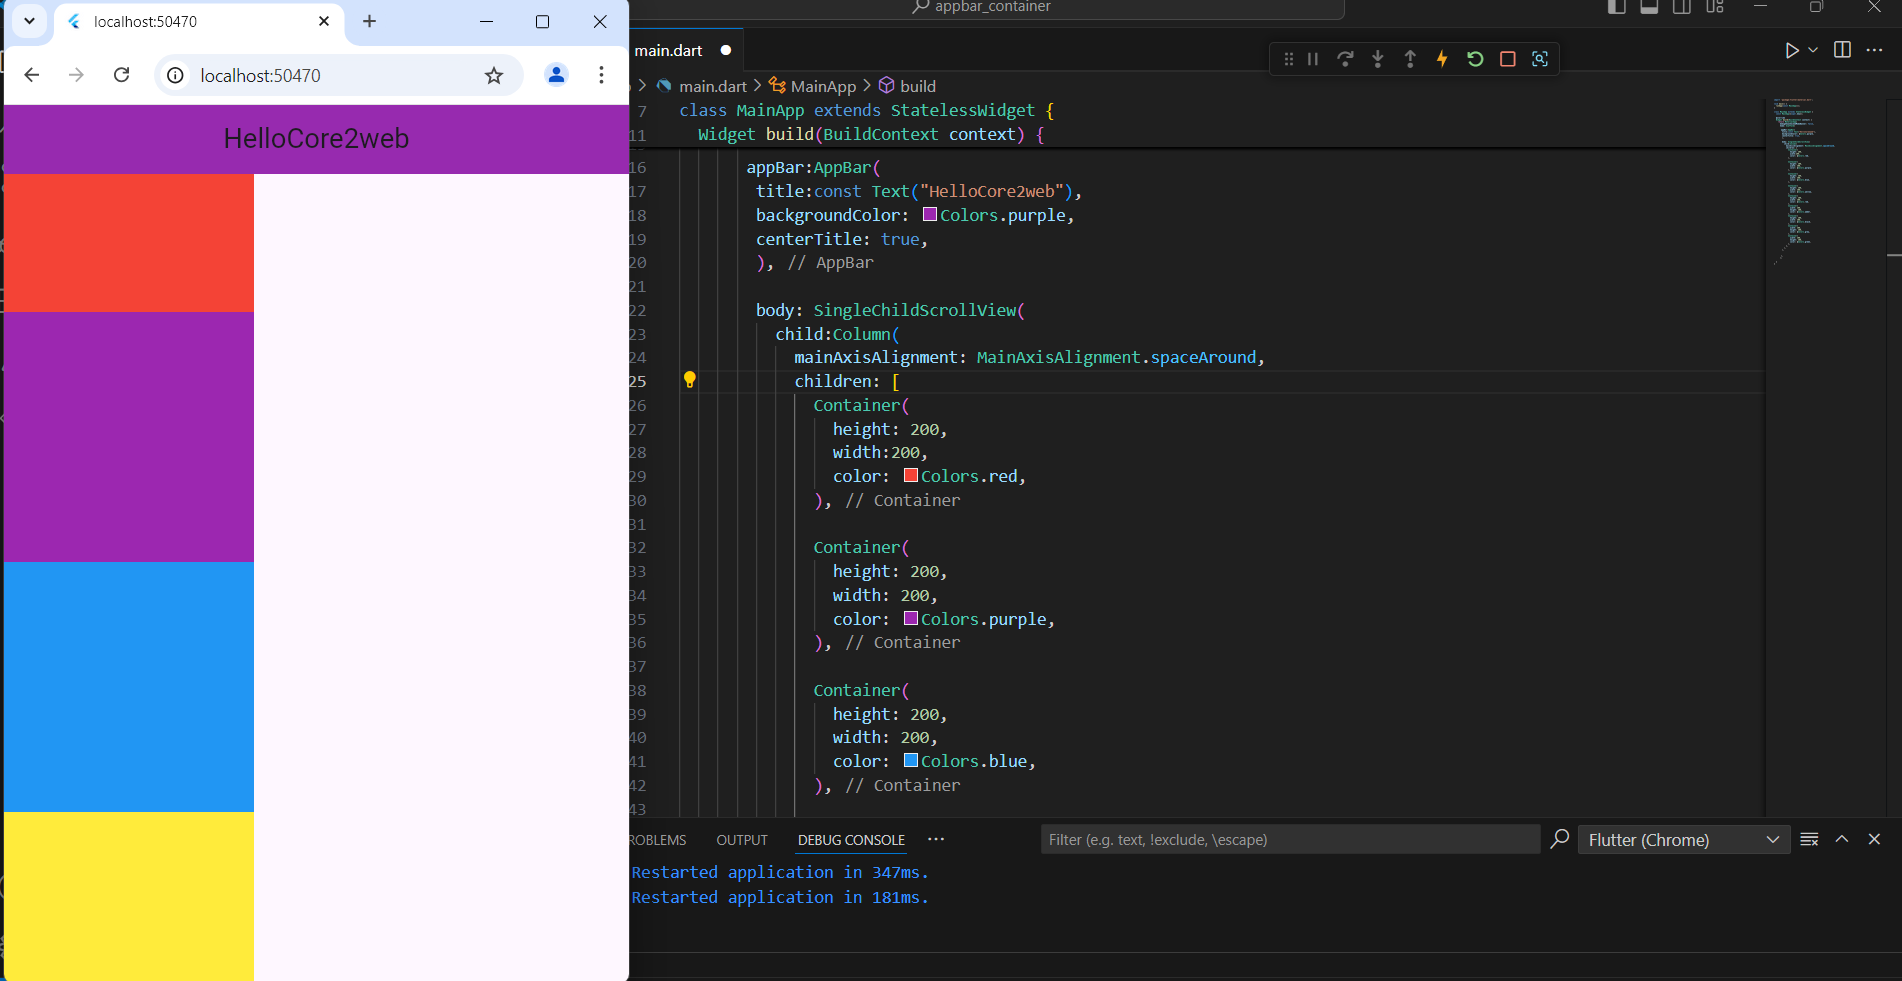 localhost:50470
localhost:50470
HelloCore2web
appbar_container
main.dart
main.dart > MainApp > build
7 class MainApp extends StatelessWidget {
11 Widget build(BuildContext context) {
16 appBar:AppBar(
17 title:const Text("HelloCore2web"),
18 backgroundColor: Colors.purple,
19 centerTitle: true,
20 ), // AppBar
21
22 body: SingleChildScrollView(
23 child:Column(
24 mainAxisAlignment: MainAxisAlignment.spaceAround,
25 children: [
26 Container(
27 height: 200,
28 width:200,
29 color: Colors.red,
30 ), // Container
31
32 Container(
33 height: 200,
34 width: 200,
35 color: Colors.purple,
36 ), // Container
37
38 Container(
39 height: 200,
40 width: 200,
41 color: Colors.blue,
42 ), // Container
43
ROBLEMS OUTPUT DEBUG CONSOLE ··· Filter (e.g. text, !exclude, \escape) Flutter (Chrome)
Restarted application in 347ms.
Restarted application in 181ms.